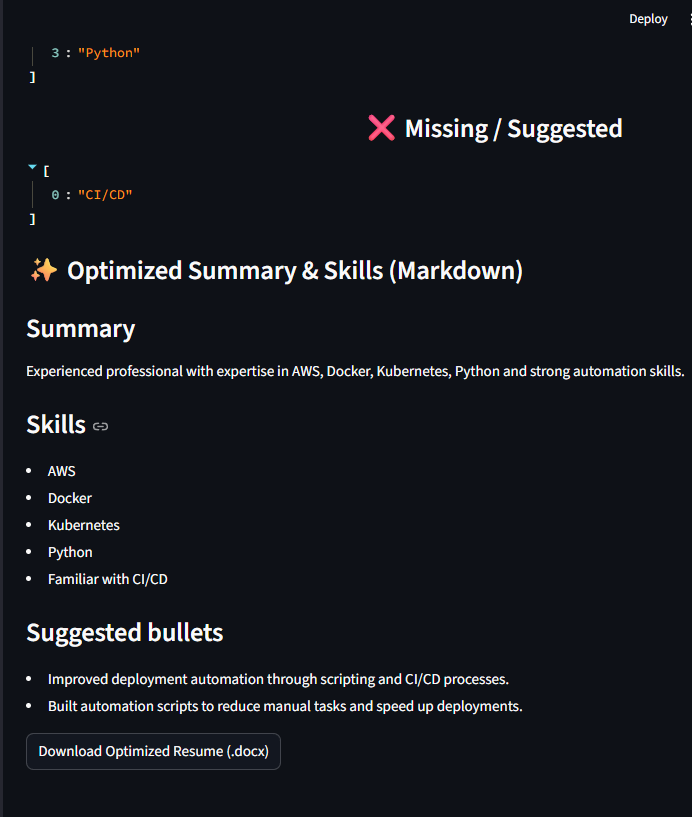 Deploy
3 : "Python"
]
❌ Missing / Suggested
[
0 : "CI/CD"
]
✨ Optimized Summary & Skills (Markdown)
Summary
Experienced professional with expertise in AWS, Docker, Kubernetes, Python and strong automation skills.
Skills
• AWS
• Docker
• Kubernetes
• Python
• Familiar with CI/CD
Suggested bullets
• Improved deployment automation through scripting and CI/CD processes.
• Built automation scripts to reduce manual tasks and speed up deployments.
Download Optimized Resume (.docx)